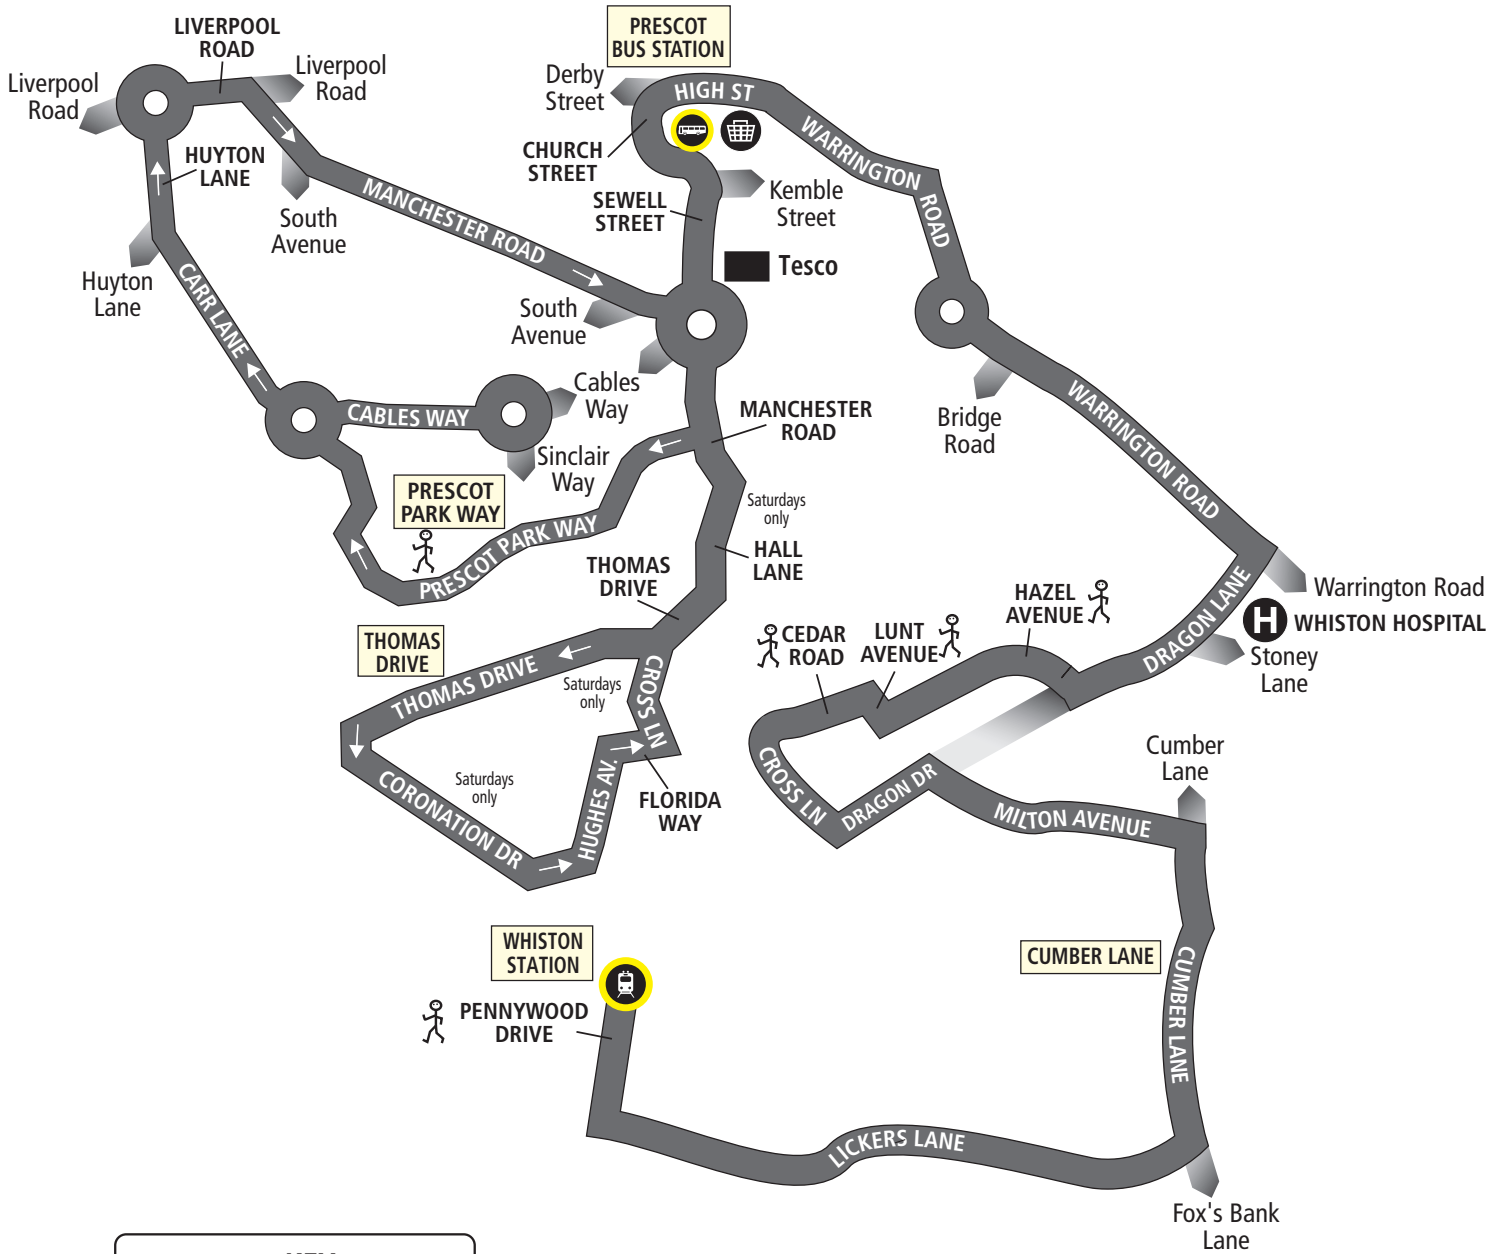 LIVERPOOL
ROAD
Liverpool
Road
Liverpool
Road
PRESCOT
BUS STATION
Derby
Street
HIGH ST
CHURCH
STREET
WARRINGTON
ROAD
HUYTON
LANE
SEWELL
STREET
Kemble
Street
MANCHESTER ROAD
South
Avenue
Tesco
Huyton
Lane
CARR LANE
South
Avenue
Cables
Way
CABLES WAY
MANCHESTER
ROAD
Bridge
Road
WARRINGTON ROAD
Sinclair
Way
PRESCOT
PARK WAY
PRESCOT PARK WAY
Saturdays
only
HALL
LANE
THOMAS
DRIVE
Warrington Road
H
WHISTON HOSPITAL
HAZEL
AVENUE
LUNT
AVENUE
CEDAR
ROAD
DRAGON LANE
Stoney
Lane
THOMAS
DRIVE
THOMAS DRIVE
Saturdays
only
CROSS LN
CORONATION DR
Saturdays
only
HUGHES AV.
FLORIDA
WAY
CROSS LN
DRAGON DR
MILTON AVENUE
Cumber
Lane
WHISTON
STATION
CUMBER LANE
CUMBER LANE
PENNYWOOD
DRIVE
LICKERS LANE
Fox's Bank
Lane